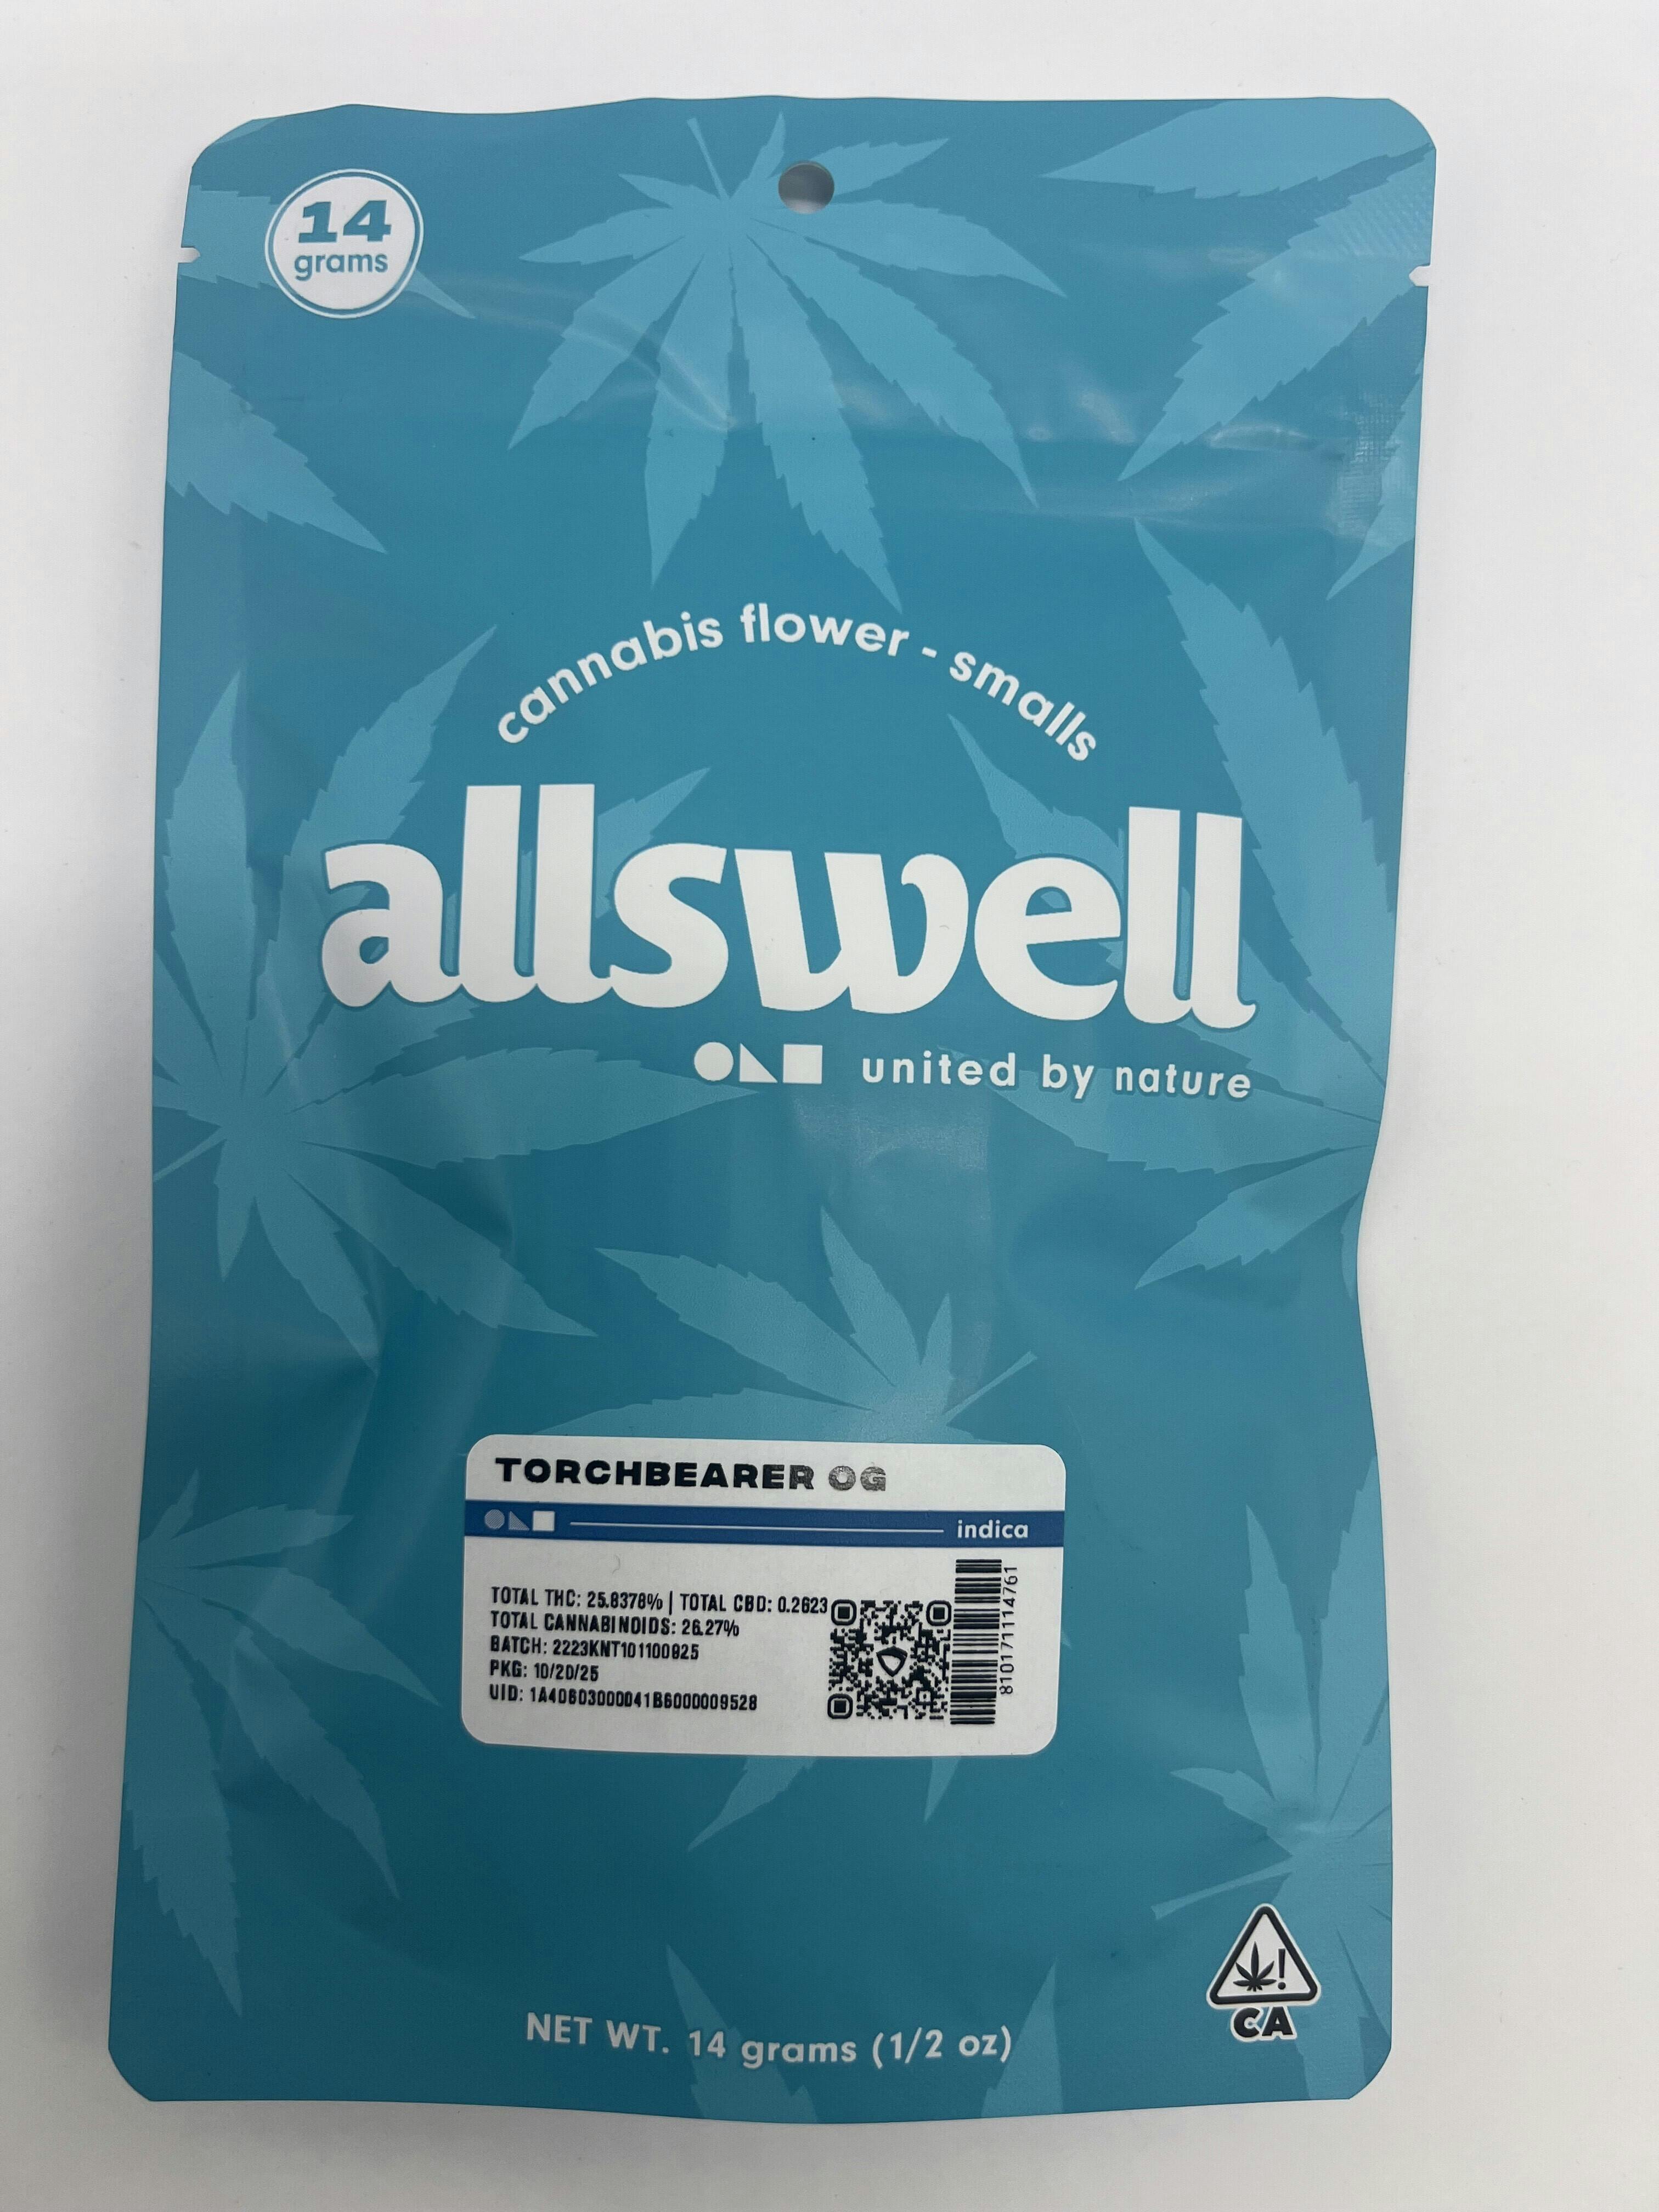 14
grams
cannabis flower - smalls
allswell
united by nature
TORCHBEARER OG
indica
TOTAL THC: 25.8378% | TOTAL CBD: 0.2623
TOTAL CANNABINOIDS: 26.27%
BATCH: 2223KNT101100825
PKG: 10/20/25
UID: 1A40603000041B6000009528
810171114761
!
CA
NET WT. 14 grams (1/2 oz)